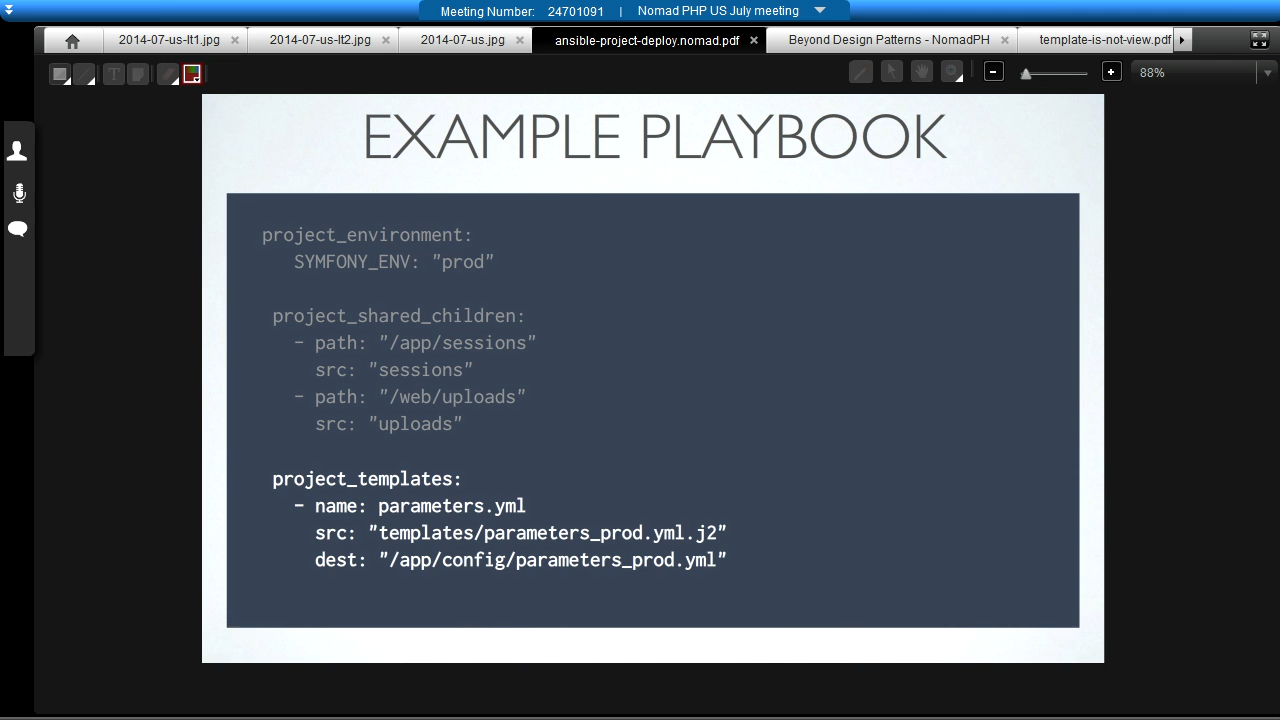 Meeting Number: 24701091 | Nomad PHP US July meeting
2014-07-us-lt1.jpg 2014-07-us-lt2.jpg 2014-07-us.jpg ansible-project-deploy.nomad.pdf Beyond Design Patterns - NomadPH template-is-not-view.pdf
T 88%
EXAMPLE PLAYBOOK
project_environment:
SYMFONY_ENV: "prod"
project_shared_children:
- path: "/app/sessions"
src: "sessions"
- path: "/web/uploads"
src: "uploads"
project_templates:
- name: parameters.yml
src: "templates/parameters_prod.yml.j2"
dest: "/app/config/parameters_prod.yml"